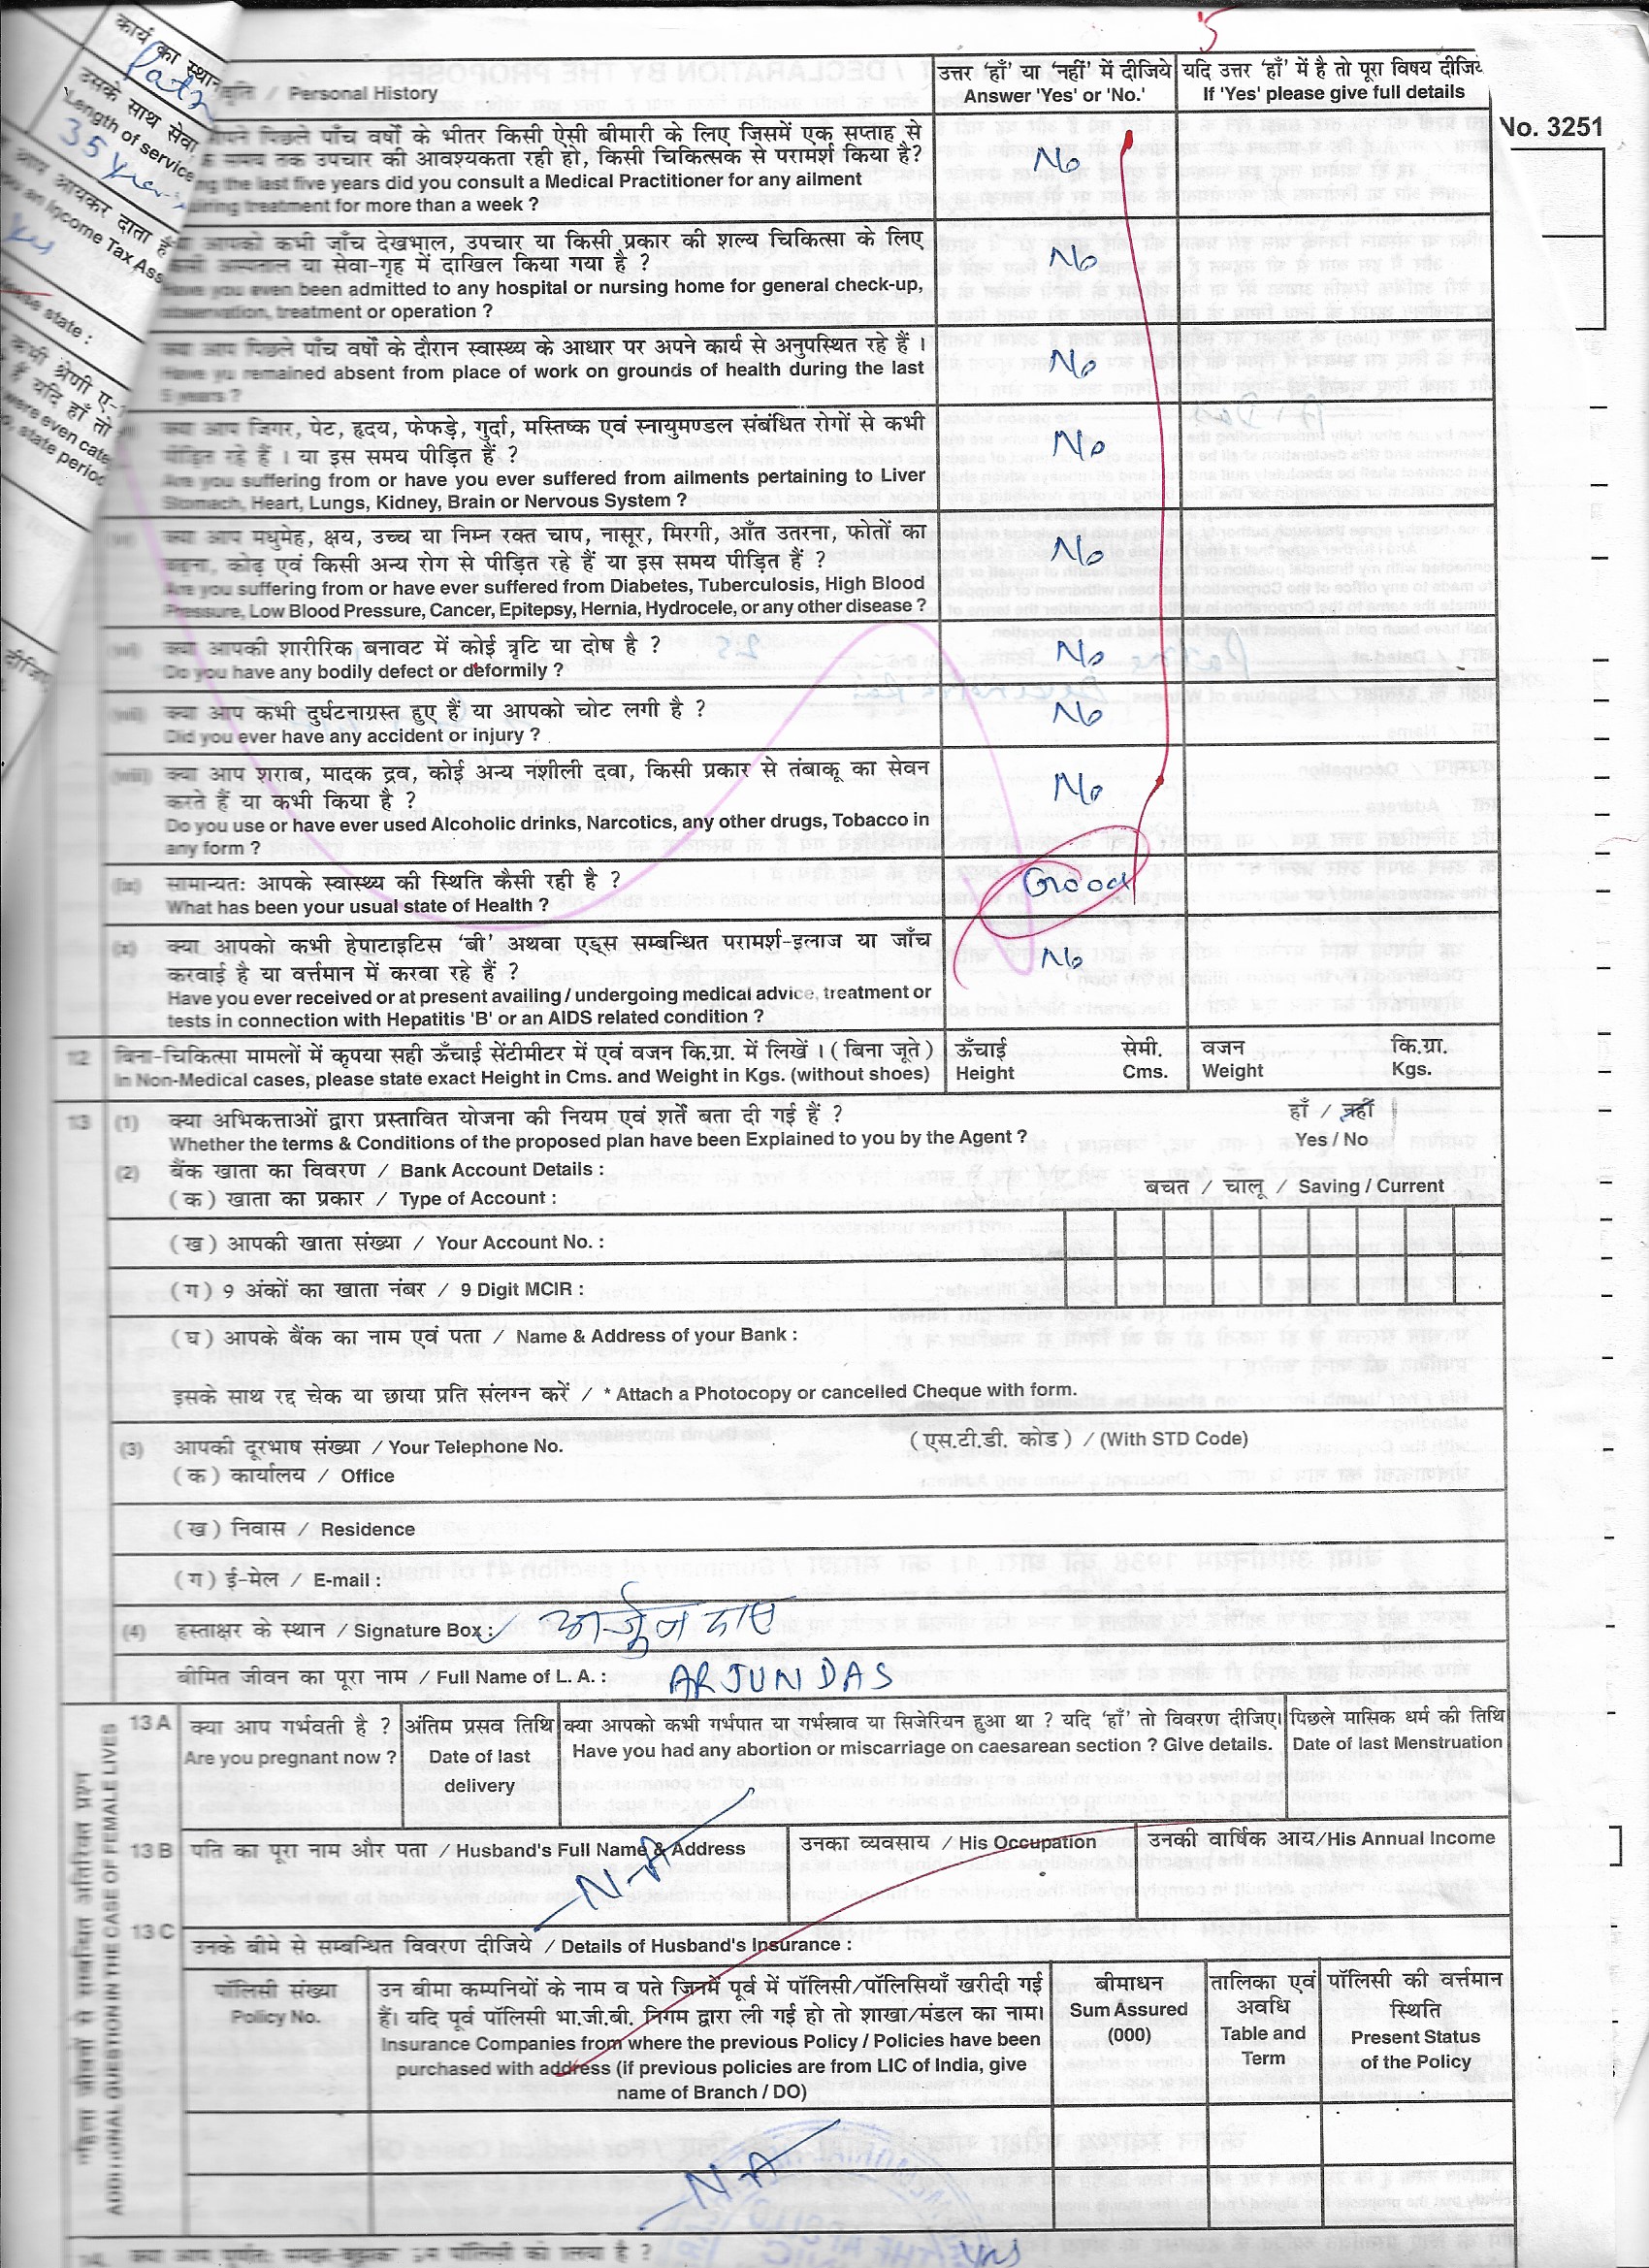 5
कार्य का स्थान
Patn
उसके साथ सेवा
Length of service
35 Years
आयकर दाता है
an Income Tax Ass
state :
कभी श्रेणी ए-
हैं यदि हाँ तो
were even cate
state period
दीजिए
No. 3251
/ Personal History
उत्तर 'हाँ' या 'नहीं' में दीजिये
Answer 'Yes' or 'No.'
यदि उत्तर 'हाँ' में है तो पूरा विषय दीजिये
If 'Yes' please give full details
पिछले पाँच वर्षों के भीतर किसी ऐसी बीमारी के लिए जिसमें एक सप्ताह से
समय तक उपचार की आवश्यकता रही हो, किसी चिकित्सक से परामर्श किया है?
the last five years did you consult a Medical Practitioner for any ailment
treatment for more than a week ?
No
आपको कभी जाँच देखभाल, उपचार या किसी प्रकार की शल्य चिकित्सा के लिए
अस्पताल या सेवा-गृह में दाखिल किया गया है ?
Have you even been admitted to any hospital or nursing home for general check-up,
observation, treatment or operation ?
No
क्या आप पिछले पाँच वर्षों के दौरान स्वास्थ्य के आधार पर अपने कार्य से अनुपस्थित रहे हैं ।
Have yu remained absent from place of work on grounds of health during the last
5 years ?
No
क्या आप जिगर, पेट, हृदय, फेफड़े, गुर्दा, मस्तिष्क एवं स्नायुमण्डल संबंधित रोगों से कभी
पीड़ित रहे हैं । या इस समय पीड़ित हैं ?
Are you suffering from or have you ever suffered from ailments pertaining to Liver
Stomach, Heart, Lungs, Kidney, Brain or Nervous System ?
No
क्या आप मधुमेह, क्षय, उच्च या निम्न रक्त चाप, नासूर, मिरगी, आँत उतरना, फोतों का
बढ़ना, कोढ़ एवं किसी अन्य रोग से पीड़ित रहे हैं या इस समय पीड़ित हैं ?
Are you suffering from or have ever suffered from Diabetes, Tuberculosis, High Blood
Pressure, Low Blood Pressure, Cancer, Epitepsy, Hernia, Hydrocele, or any other disease ?
No
(vi) क्या आपकी शारीरिक बनावट में कोई त्रृटि या दोष है ?
Do you have any bodily defect or deformily ?
No
(vii) क्या आप कभी दुर्घटनाग्रस्त हुए हैं या आपको चोट लगी है ?
Did you ever have any accident or injury ?
No
(viii) क्या आप शराब, मादक द्रव, कोई अन्य नशीली दवा, किसी प्रकार से तंबाकू का सेवन
करते हैं या कभी किया है ?
Do you use or have ever used Alcoholic drinks, Narcotics, any other drugs, Tobacco in
any form ?
No
(ix) सामान्यतः आपके स्वास्थ्य की स्थिति कैसी रही है ?
What has been your usual state of Health ?
Good
(x) क्या आपको कभी हेपाटाइटिस 'बी' अथवा एड्स सम्बन्धित परामर्श-इलाज या जाँच
करवाई है या वर्त्तमान में करवा रहे हैं ?
Have you ever received or at present availing / undergoing medical advice, treatment or
tests in connection with Hepatitis 'B' or an AIDS related condition ?
No
12 बिना-चिकित्सा मामलों में कृपया सही ऊँचाई सेंटीमीटर में एवं वजन कि.ग्रा. में लिखें । ( बिना जूते )
In Non-Medical cases, please state exact Height in Cms. and Weight in Kgs. (without shoes)
ऊँचाई सेमी.
Height Cms.
वजन कि.ग्रा.
Weight Kgs.
13 (1) क्या अभिकर्त्ताओं द्वारा प्रस्तावित योजना की नियम एवं शर्तें बता दी गई हैं ? हाँ / नहीं
Whether the terms & Conditions of the proposed plan have been Explained to you by the Agent ? Yes / No
(2) बैंक खाता का विवरण / Bank Account Details :
(क) खाता का प्रकार / Type of Account : बचत / चालू / Saving / Current
(ख) आपकी खाता संख्या / Your Account No. :
(ग) 9 अंकों का खाता नंबर / 9 Digit MCIR :
(घ) आपके बैंक का नाम एवं पता / Name & Address of your Bank :
इसके साथ रद्द चेक या छाया प्रति संलग्न करें / * Attach a Photocopy or cancelled Cheque with form.
(3) आपकी दूरभाष संख्या / Your Telephone No. (एस.टी.डी. कोड) / (With STD Code)
(क) कार्यालय / Office
(ख) निवास / Residence
(ग) ई-मेल / E-mail :
(4) हस्ताक्षर के स्थान / Signature Box : अर्जुन दास
बीमित जीवन का पूरा नाम / Full Name of L. A. : ARJUN DAS
ADDITIONAL QUESTION IN THE CASE OF FEMALE LIVES
13 A क्या आप गर्भवती है ?
Are you pregnant now ?
अंतिम प्रसव तिथि
Date of last
delivery
क्या आपको कभी गर्भपात या गर्भस्राव या सिजेरियन हुआ था ? यदि 'हाँ' तो विवरण दीजिए।
Have you had any abortion or miscarriage on caesarean section ? Give details.
पिछले मासिक धर्म की तिथि
Date of last Menstruation
13 B पति का पूरा नाम और पता / Husband's Full Name & Address
उनका व्यवसाय / His Occupation
उनकी वार्षिक आय/His Annual Income
N-A
13 C उनके बीमे से सम्बन्धित विवरण दीजिये / Details of Husband's Insurance :
पॉलिसी संख्या
Policy No.
उन बीमा कम्पनियों के नाम व पते जिनमें पूर्व में पॉलिसी/पॉलिसियाँ खरीदी गई
हैं। यदि पूर्व पॉलिसी भा.जी.बी. निगम द्वारा ली गई हो तो शाखा/मंडल का नाम।
Insurance Companies from where the previous Policy / Policies have been
purchased with address (if previous policies are from LIC of India, give
name of Branch / DO)
बीमाधन
Sum Assured
(000)
तालिका एवं
अवधि
Table and
Term
पॉलिसी की वर्त्तमान
स्थिति
Present Status
of the Policy
N-A